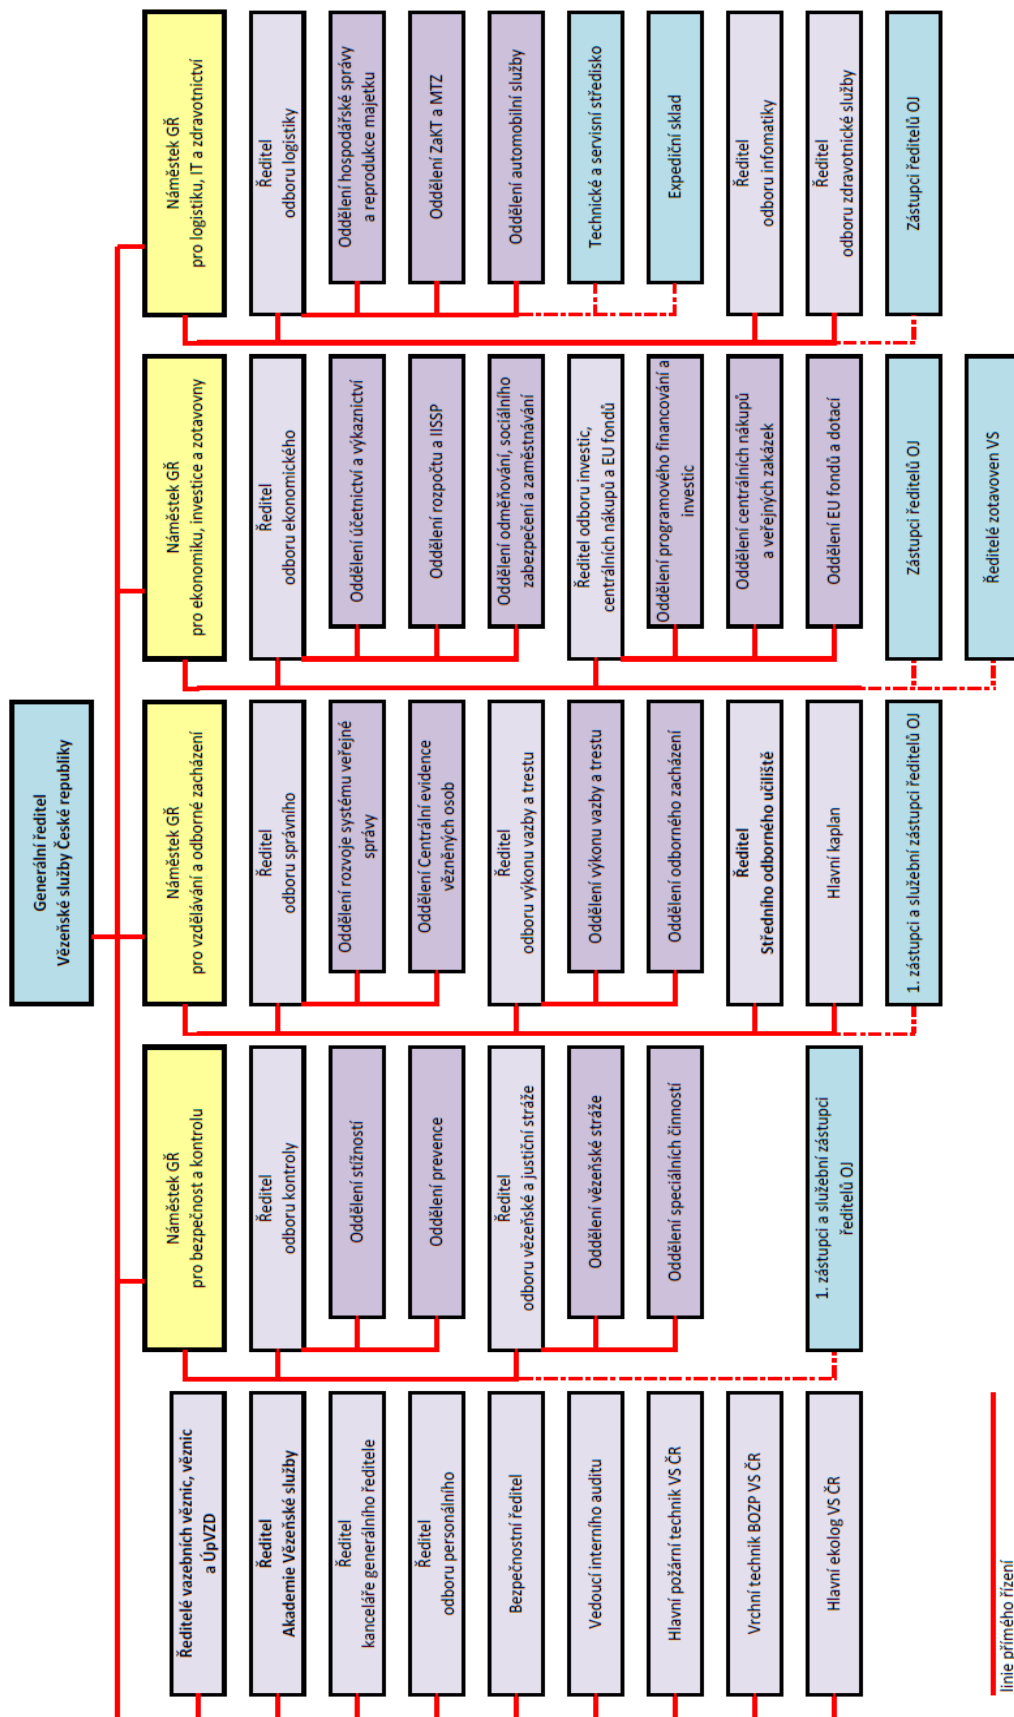 Generální ředitel
Vězeňské služby České republiky
Ředitelé vazebních věznic, věznic
a ÚpVZD
Ředitel
Akademie Vězeňské služby
Ředitel
kanceláře generálního ředitele
Ředitel
odboru personálního
Bezpečnostní ředitel
Vedoucí interního auditu
Hlavní požární technik VS ČR
Vrchní technik BOZP VS ČR
Hlavní ekolog VS ČR
Náměstek GŘ
pro bezpečnost a kontrolu
Ředitel
odboru kontroly
Oddělení stížností
Oddělení prevence
Ředitel
odboru vězeňské a justiční stráže
Oddělení vězeňské stráže
Oddělení speciálních činností
1. zástupci a služební zástupci
ředitelů OJ
Náměstek GŘ
pro vzdělávání a odborné zacházení
Ředitel
odboru správního
Oddělení rozvoje systému veřejné
správy
Oddělení Centrální evidence
vězněných osob
Ředitel
odboru výkonu vazby a trestu
Oddělení výkonu vazby a trestu
Oddělení odborného zacházení
Ředitel
Středního odborného učiliště
Hlavní kaplan
1. zástupci a služební zástupci ředitelů OJ
Náměstek GŘ
pro ekonomiku, investice a zotavovny
Ředitel
odboru ekonomického
Oddělení účetnictví a výkaznictví
Oddělení rozpočtu a IISSP
Oddělení odměňování, sociálního
zabezpečení a zaměstnávání
Ředitel odboru investic,
centrálních nákupů a EU fondů
Oddělení programového financování a
investic
Oddělení centrálních nákupů
a veřejných zakázek
Oddělení EU fondů a dotací
Zástupci ředitelů OJ
Ředitelé zotavoven VS
Náměstek GŘ
pro logistiku, IT a zdravotnictví
Ředitel
odboru logistiky
Oddělení hospodářské správy
a reprodukce majetku
Oddělení ZaKT a MTZ
Oddělení automobilní služby
Technické a servisní středisko
Expediční sklad
Ředitel
odboru infomatiky
Ředitel
odboru zdravotnické služby
Zástupci ředitelů OJ
linie přímého řízení